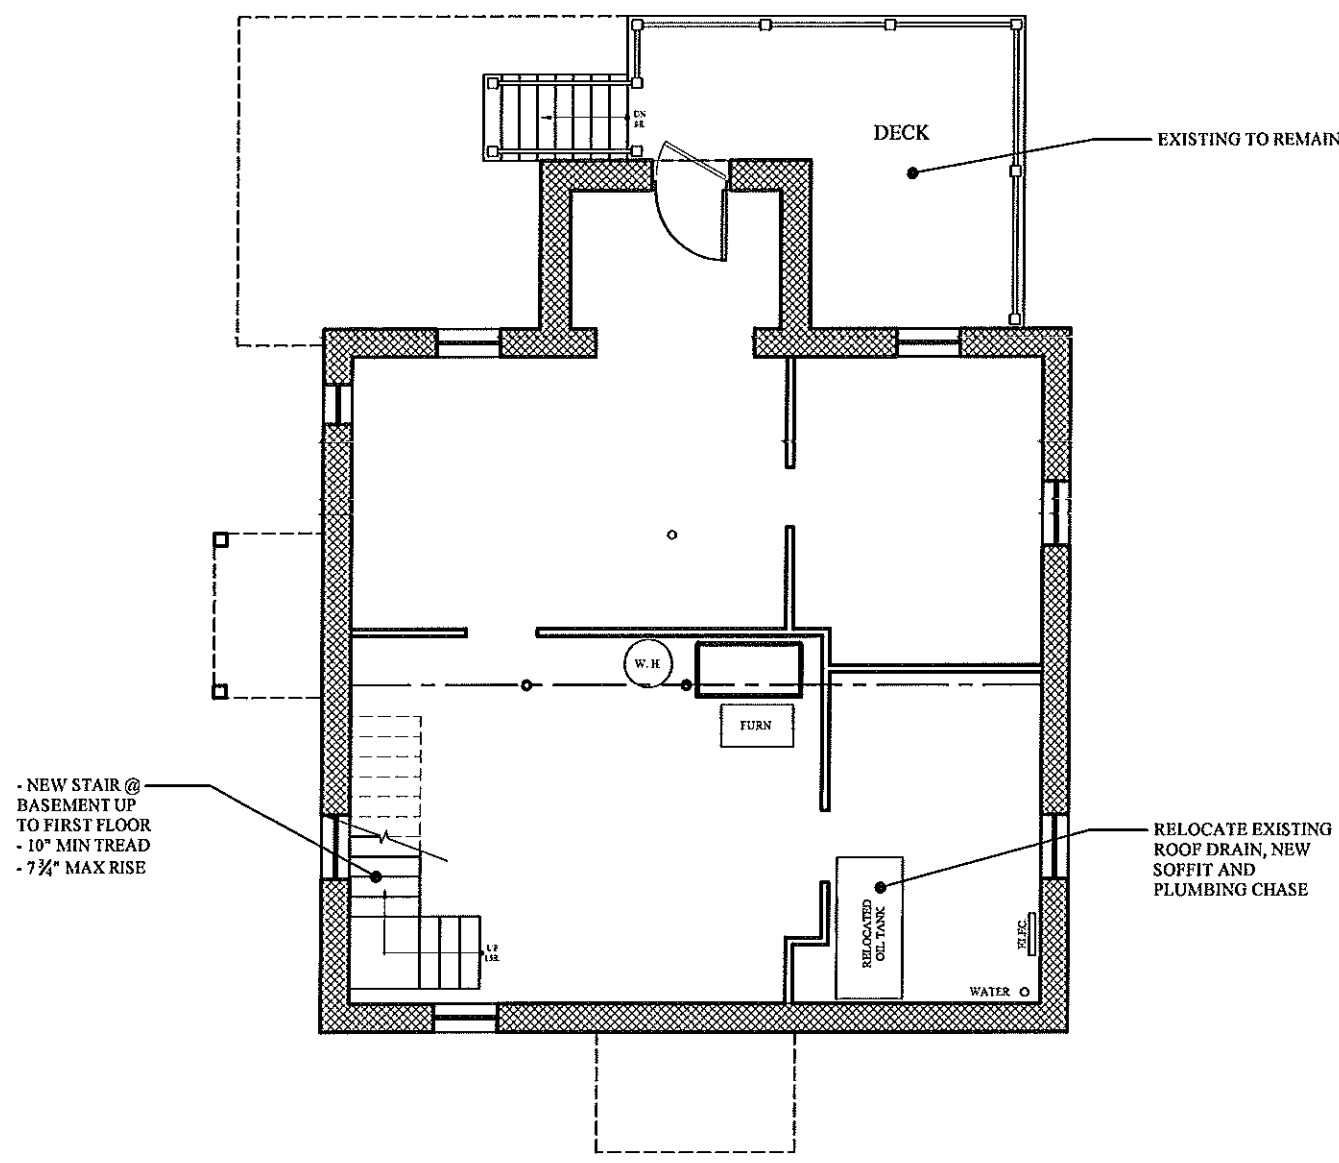 DN
DECK
EXISTING TO REMAIN
W. H
FURN
- NEW STAIR @
BASEMENT UP
TO FIRST FLOOR
- 10" MIN TREAD
- 7 3/4" MAX RISE
RELOCATE EXISTING
ROOF DRAIN, NEW
SOFFIT AND
PLUMBING CHASE
RELOCATED
OIL TANK
ELEC.
UP
WATER